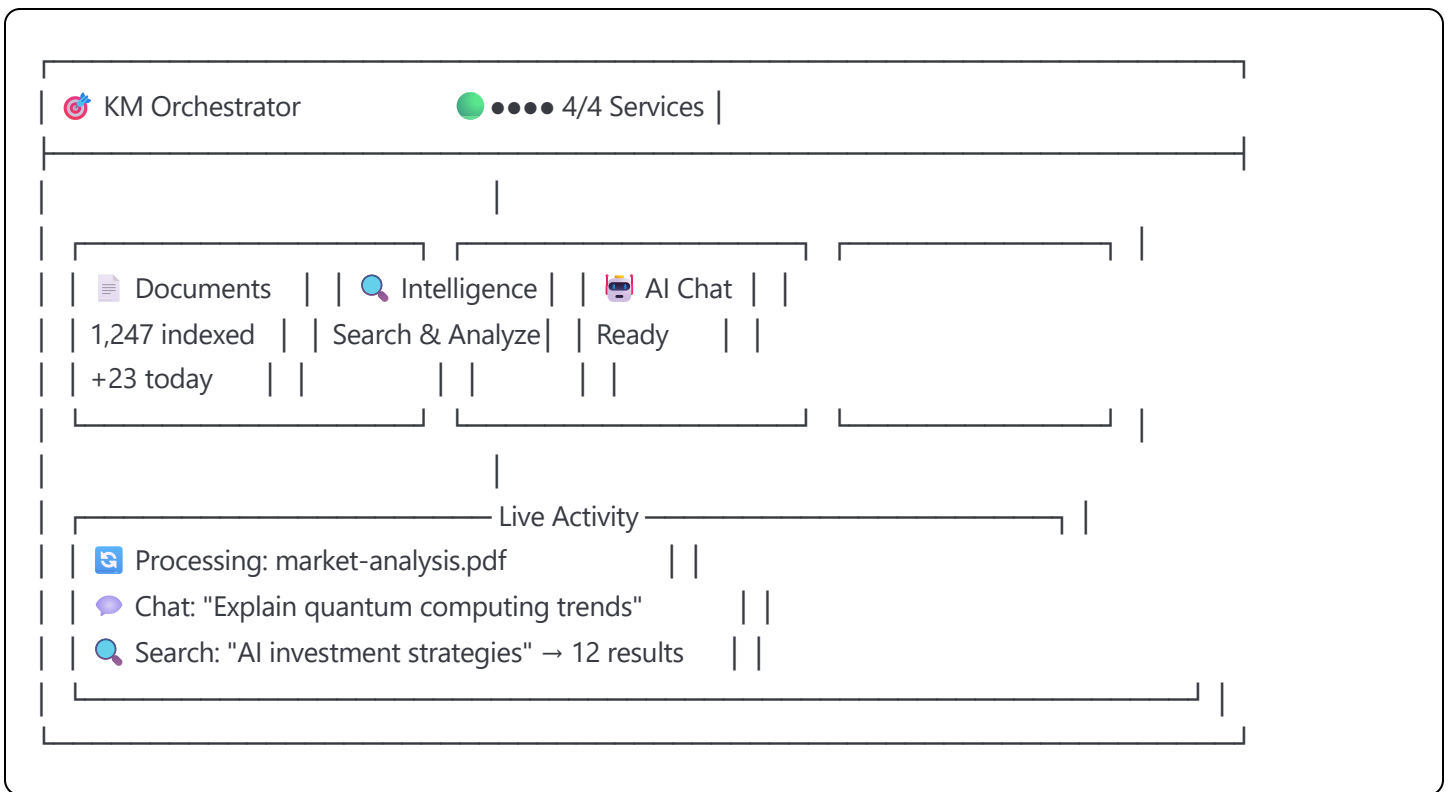 🎯 KM Orchestrator 🟢 ●●●● 4/4 Services
📄 Documents 🔍 Intelligence 🤖 AI Chat
1,247 indexed Search & Analyze Ready
+23 today
Live Activity
🔄 Processing: market-analysis.pdf
💬 Chat: "Explain quantum computing trends"
🔍 Search: "AI investment strategies" → 12 results